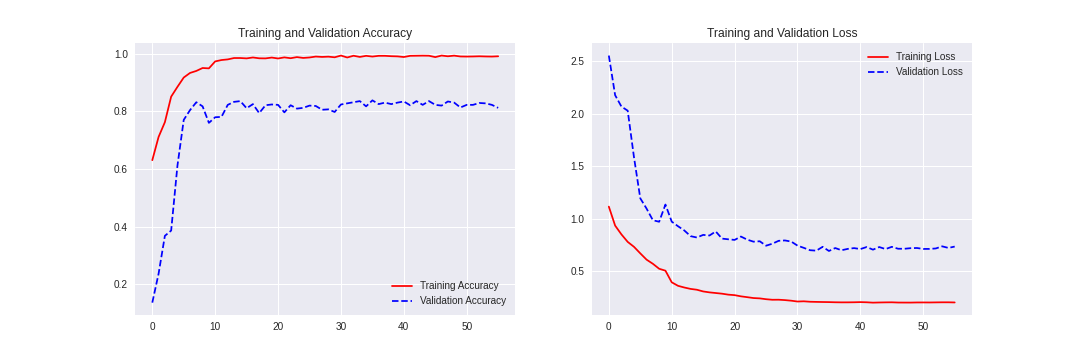 Training and Validation Accuracy
1.0
0.8
0.6
0.4
0.2
0 10 20 30 40 50
Training Accuracy
Validation Accuracy
Training and Validation Loss
2.5
2.0
1.5
1.0
0.5
0 10 20 30 40 50
Training Loss
Validation Loss